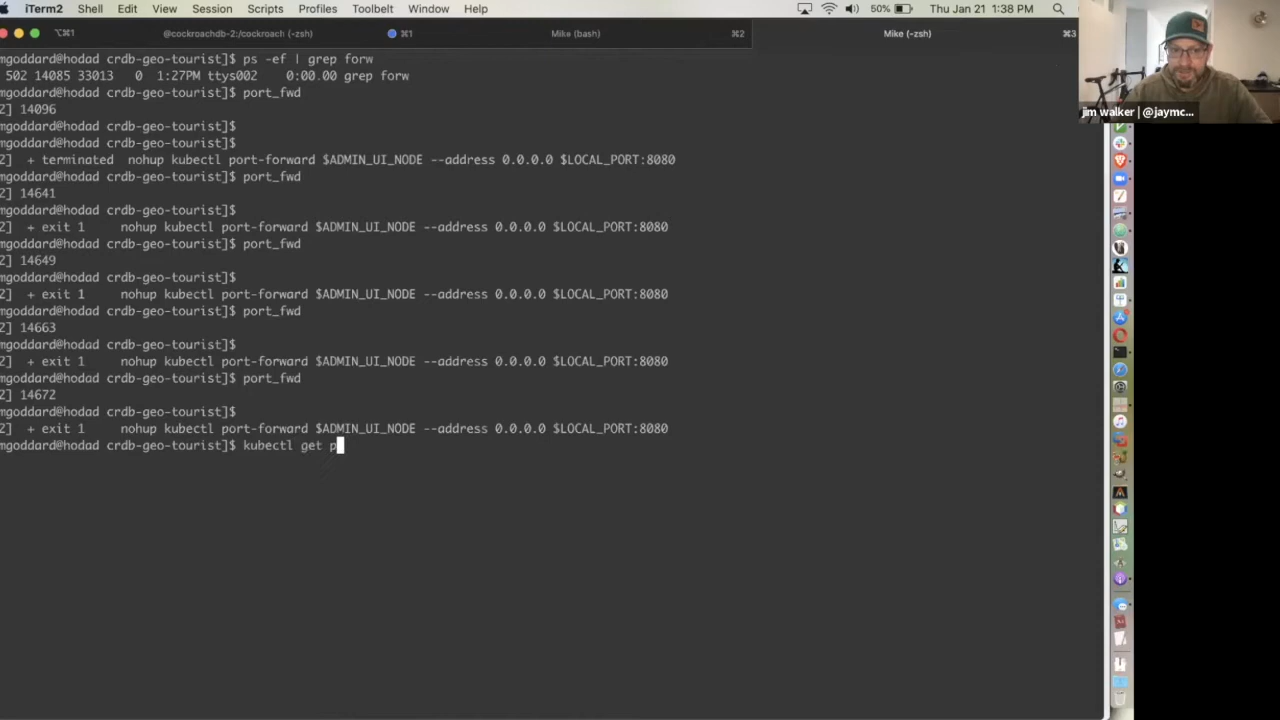 iTerm2 Shell Edit View Session Scripts Profiles Toolbelt Window Help 50% Thu Jan 21 1:38 PM
⌥⌘1 @cockroachdb-2:/cockroach (-zsh) ⌘1 Mike (bash) ⌘2 Mike (-zsh) ⌘3
mgoddard@hodad crdb-geo-tourist]$ ps -ef | grep forw
502 14085 33013 0 1:27PM ttys002 0:00.00 grep forw
mgoddard@hodad crdb-geo-tourist]$ port_fwd
2] 14096
mgoddard@hodad crdb-geo-tourist]$
mgoddard@hodad crdb-geo-tourist]$
2] + terminated nohup kubectl port-forward $ADMIN_UI_NODE --address 0.0.0.0 $LOCAL_PORT:8080
mgoddard@hodad crdb-geo-tourist]$ port_fwd
2] 14641
mgoddard@hodad crdb-geo-tourist]$
2] + exit 1 nohup kubectl port-forward $ADMIN_UI_NODE --address 0.0.0.0 $LOCAL_PORT:8080
mgoddard@hodad crdb-geo-tourist]$ port_fwd
2] 14649
mgoddard@hodad crdb-geo-tourist]$
2] + exit 1 nohup kubectl port-forward $ADMIN_UI_NODE --address 0.0.0.0 $LOCAL_PORT:8080
mgoddard@hodad crdb-geo-tourist]$ port_fwd
2] 14663
mgoddard@hodad crdb-geo-tourist]$
2] + exit 1 nohup kubectl port-forward $ADMIN_UI_NODE --address 0.0.0.0 $LOCAL_PORT:8080
mgoddard@hodad crdb-geo-tourist]$ port_fwd
2] 14672
mgoddard@hodad crdb-geo-tourist]$
2] + exit 1 nohup kubectl port-forward $ADMIN_UI_NODE --address 0.0.0.0 $LOCAL_PORT:8080
mgoddard@hodad crdb-geo-tourist]$ kubectl get p
jim walker | @jaymc...